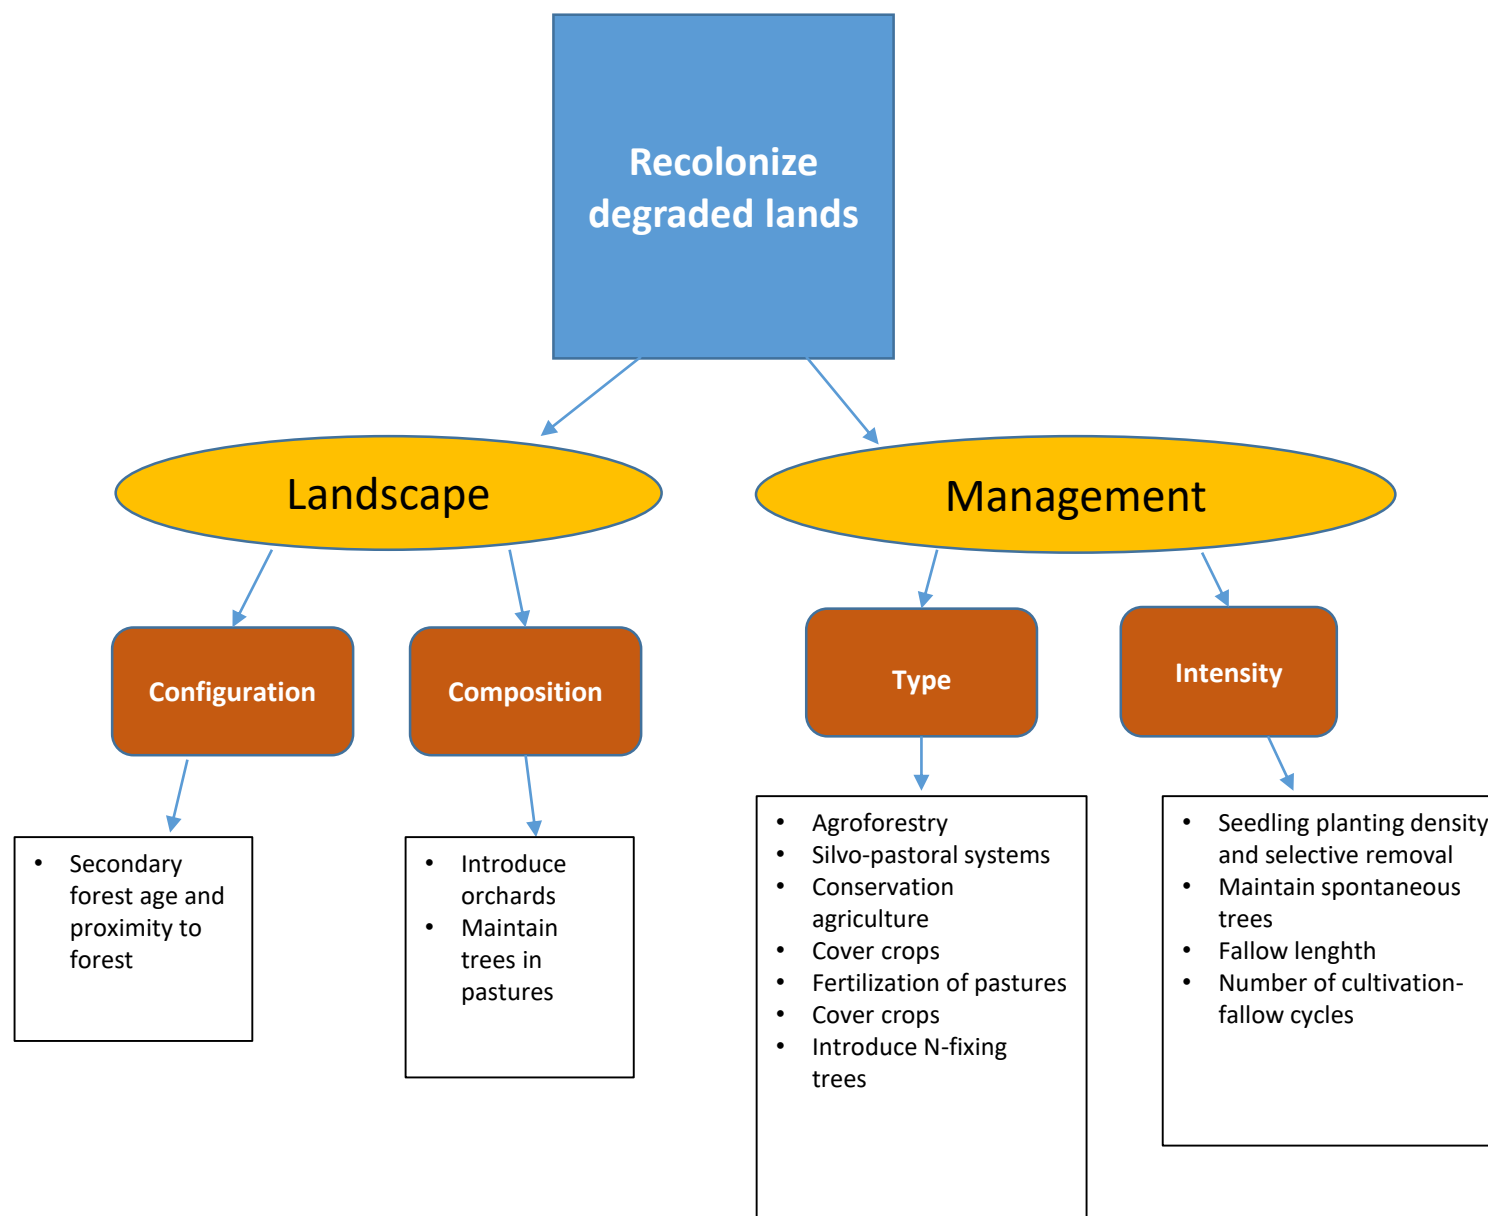 Recolonize
degraded lands
Landscape
Management
Configuration
Composition
Type
Intensity
• Secondary
forest age and
proximity to
forest
• Introduce
orchards
• Maintain
trees in
pastures
• Agroforestry
• Silvo-pastoral systems
• Conservation
agriculture
• Cover crops
• Fertilization of pastures
• Cover crops
• Introduce N-fixing
trees
• Seedling planting density
and selective removal
• Maintain spontaneous
trees
• Fallow lenghth
• Number of cultivation-
fallow cycles